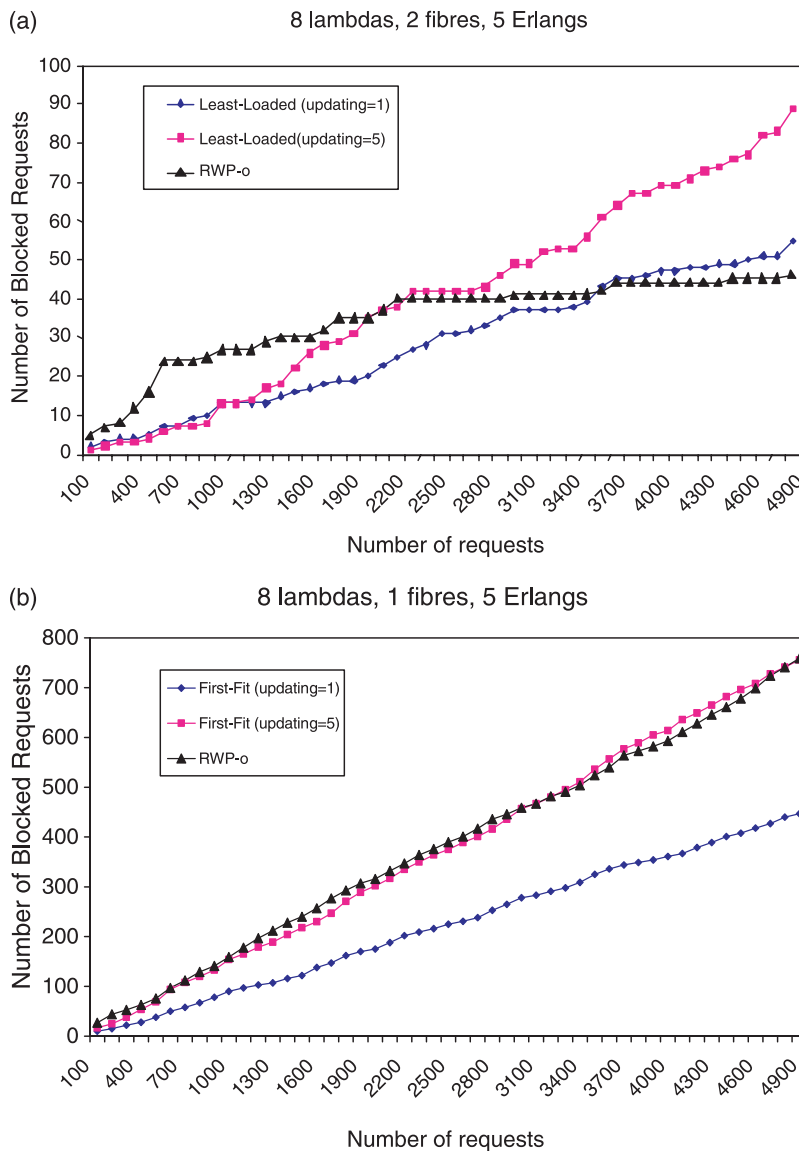 (a)
8 lambdas, 2 fibres, 5 Erlangs
Number of Blocked Requests
100
90
80
70
60
50
40
30
20
10
0
Least-Loaded (updating=1)
Least-Loaded(updating=5)
RWP-o
100 400 700 1000 1300 1600 1900 2200 2500 2800 3100 3400 3700 4000 4300 4600 4900
Number of requests
(b)
8 lambdas, 1 fibres, 5 Erlangs
Number of Blocked Requests
800
700
600
500
400
300
200
100
0
First-Fit (updating=1)
First-Fit (updating=5)
RWP-o
100 400 700 1000 1300 1600 1900 2200 2500 2800 3100 3400 3700 4000 4300 4600 4900
Number of requests